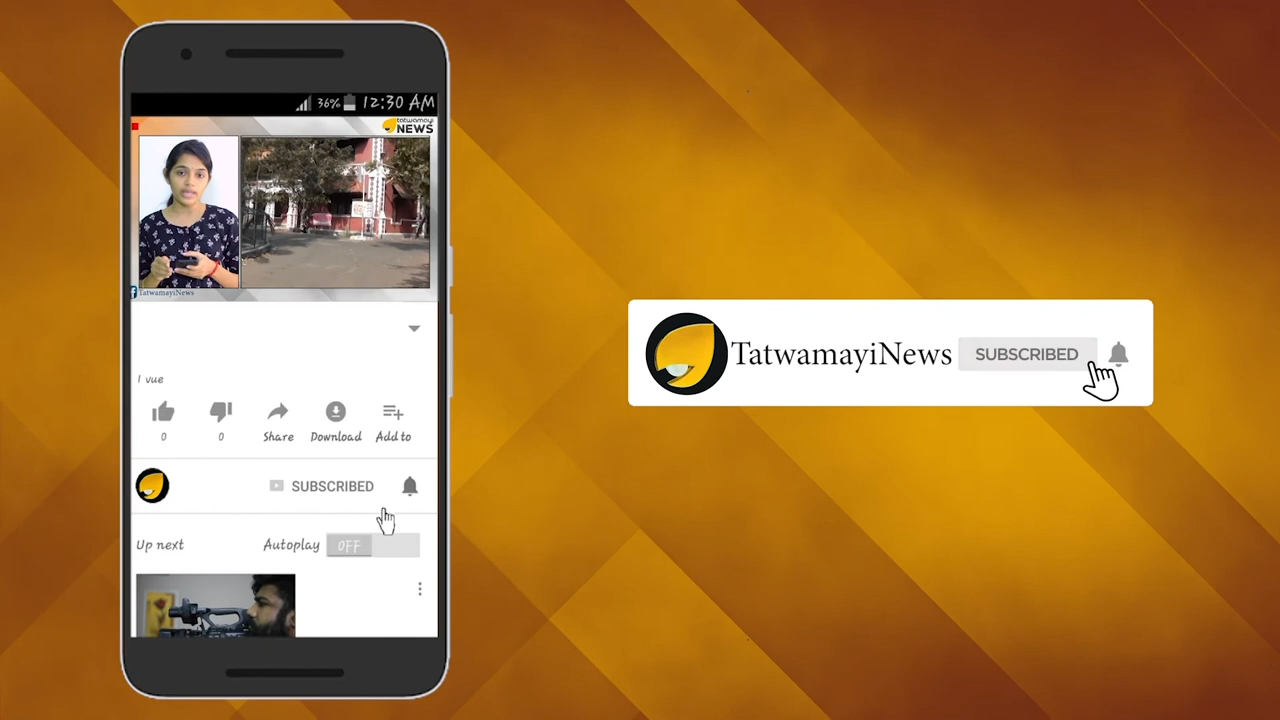 36% 12:30 AM
tatwamayi
NEWS
f TatwamayiNews
1 vue
0 0 Share Download Add to
SUBSCRIBED
Up next Autoplay OFF
TatwamayiNews SUBSCRIBED